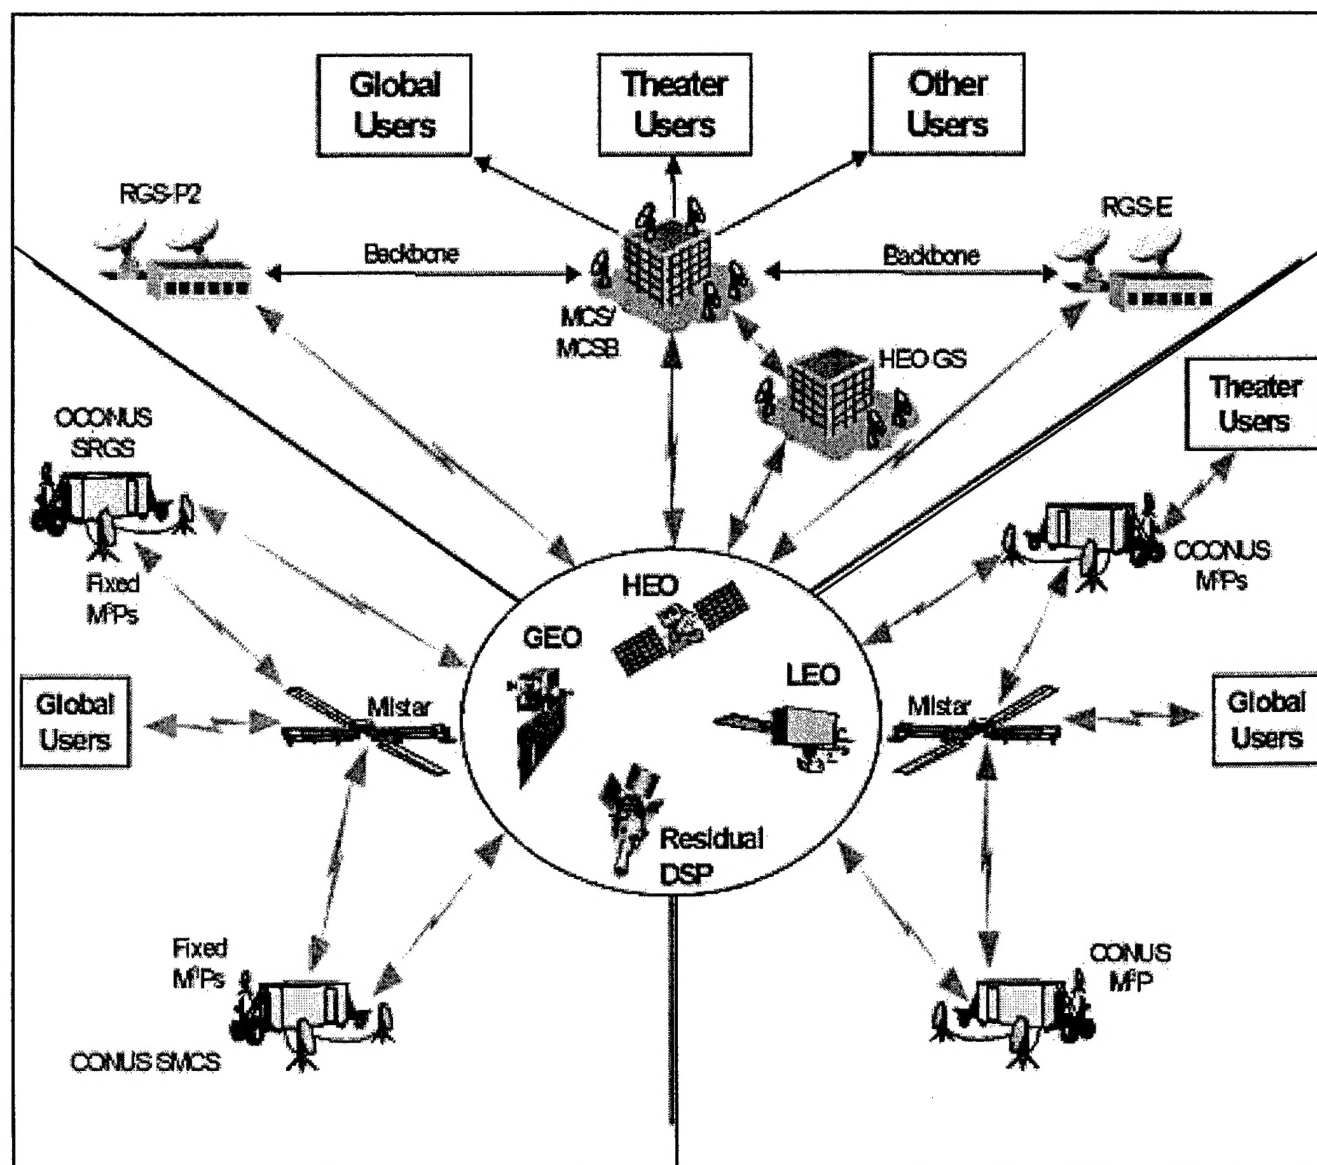 Global
Users
Theater
Users
Other
Users
RGS-P2
RGS-E
Backbone
Backbone
MCS/
MCSB
HEO GS
Theater
Users
OCONUS
SRGS
OCONUS
M³Ps
Fixed
M³Ps
HEO
GEO
LEO
Global
Users
Milstar
Milstar
Global
Users
Residual
DSP
Fixed
M³Ps
CONUS
M³P
CONUS SMCS